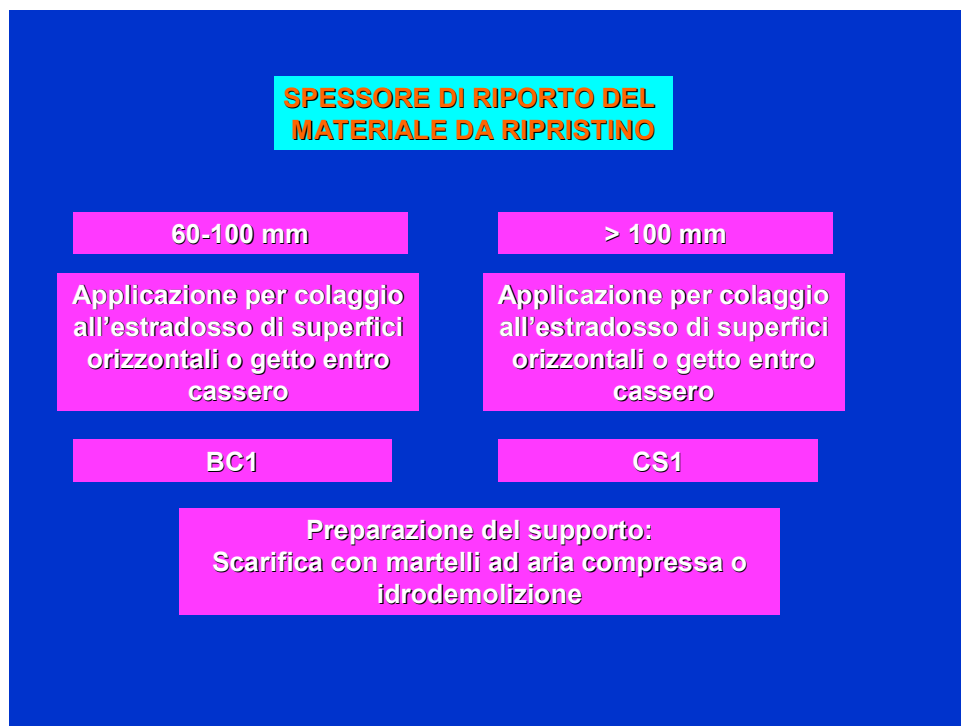 SPESSORE DI RIPORTO DEL
MATERIALE DA RIPRISTINO
60-100 mm
> 100 mm
Applicazione per colaggio
all’estradosso di superfici
orizzontali o getto entro
cassero
Applicazione per colaggio
all’estradosso di superfici
orizzontali o getto entro
cassero
BC1
CS1
Preparazione del supporto:
Scarifica con martelli ad aria compressa o
idrodemolizione